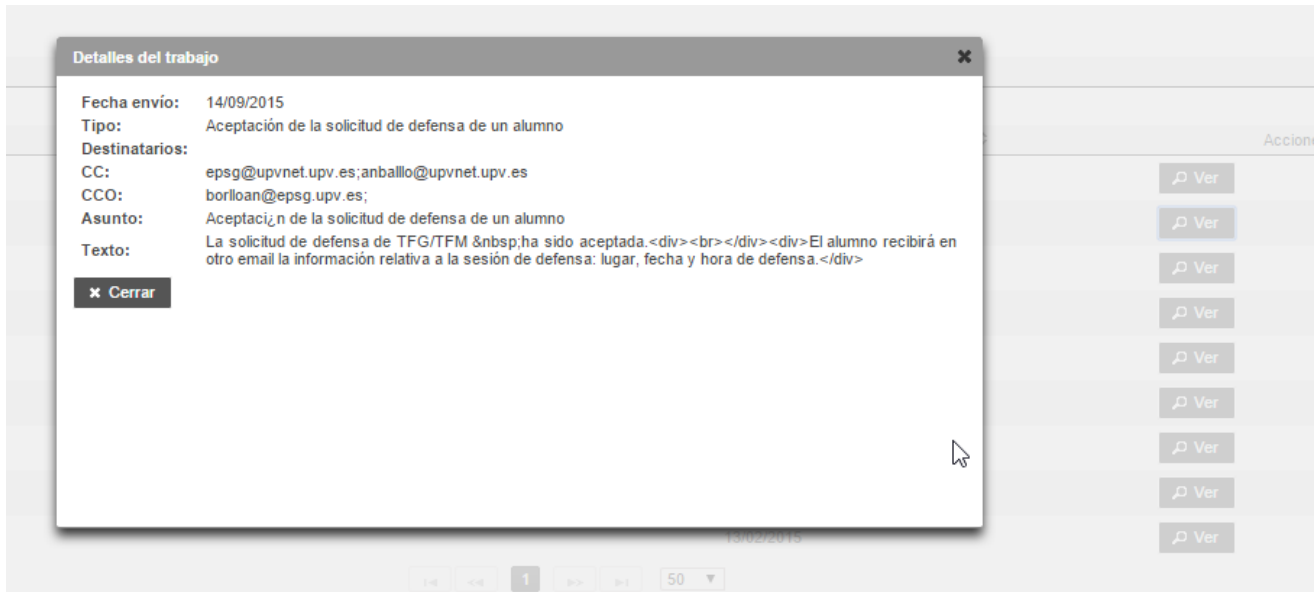 Detalles del trabajo
Fecha envío: 14/09/2015
Tipo: Aceptación de la solicitud de defensa de un alumno
Destinatarios:
CC: epsg@upvnet.upv.es;anballlo@upvnet.upv.es
CCO: borlloan@epsg.upv.es;
Asunto: Aceptaci¿n de la solicitud de defensa de un alumno
Texto: La solicitud de defensa de TFG/TFM &nbsp;ha sido aceptada.<div><br></div><div>El alumno recibirá en
otro email la información relativa a la sesión de defensa: lugar, fecha y hora de defensa.</div>
Cerrar
Accione
Ver
Ver
Ver
Ver
Ver
Ver
Ver
Ver
13/02/2015 Ver
1 50